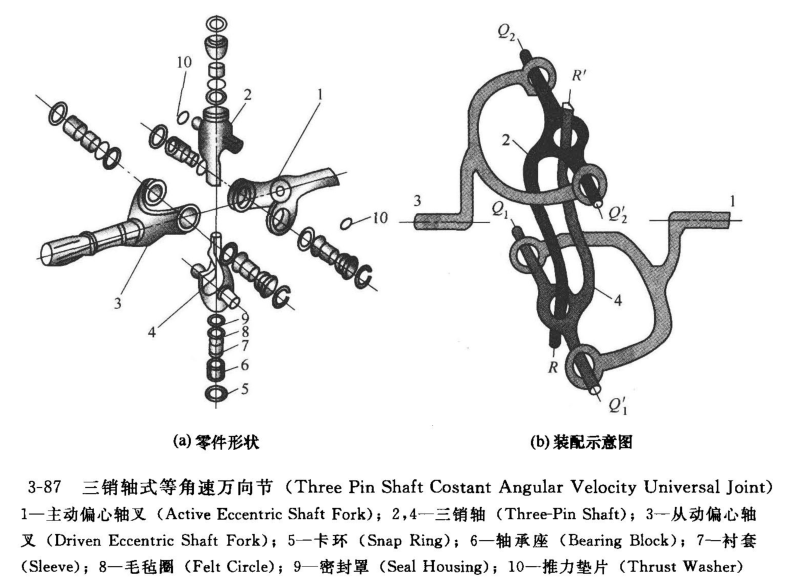 10
2
1
10
3
4
9
8
7
6
5
Q2
R'
2
3
Q1
Q'2
1
4
R
Q'1
(a) 零件形状
(b) 装配示意图
3-87 三销轴式等角速万向节 (Three Pin Shaft Costant Angular Velocity Universal Joint)
1—主动偏心轴叉 (Active Eccentric Shaft Fork); 2,4—三销轴 (Three-Pin Shaft); 3—从动偏心轴
叉 (Driven Eccentric Shaft Fork); 5—卡环 (Snap Ring); 6—轴承座 (Bearing Block); 7—衬套
(Sleeve); 8—毛毡圈 (Felt Circle); 9—密封罩 (Seal Housing); 10—推力垫片 (Thrust Washer)